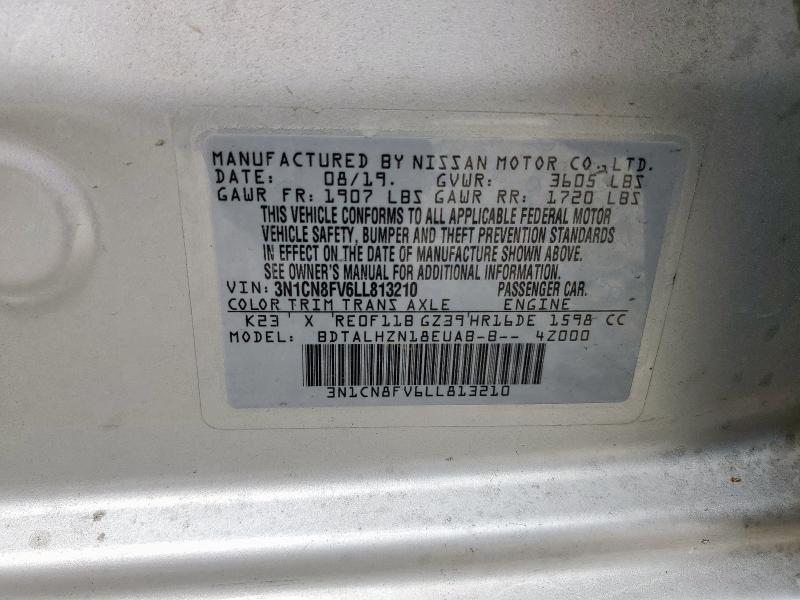 MANUFACTURED BY NISSAN MOTOR CO., LTD.
DATE: 08/19. GVWR: 3605 LBS
GAWR FR: 1907 LBS GAWR RR: 1720 LBS
THIS VEHICLE CONFORMS TO ALL APPLICABLE FEDERAL MOTOR
VEHICLE SAFETY, BUMPER AND THEFT PREVENTION STANDARDS
IN EFFECT ON THE DATE OF MANUFACTURE SHOWN ABOVE.
SEE OWNER'S MANUAL FOR ADDITIONAL INFORMATION.
VIN: 3N1CN8FV6LL813210 PASSENGER CAR.
COLOR TRIM TRANS AXLE ENGINE
K23 X RE0F11B GZ39 HR16DE 1598 CC
MODEL: BDTALHZN18EUAB-B-- 4Z000
3N1CN8FV6LL813210